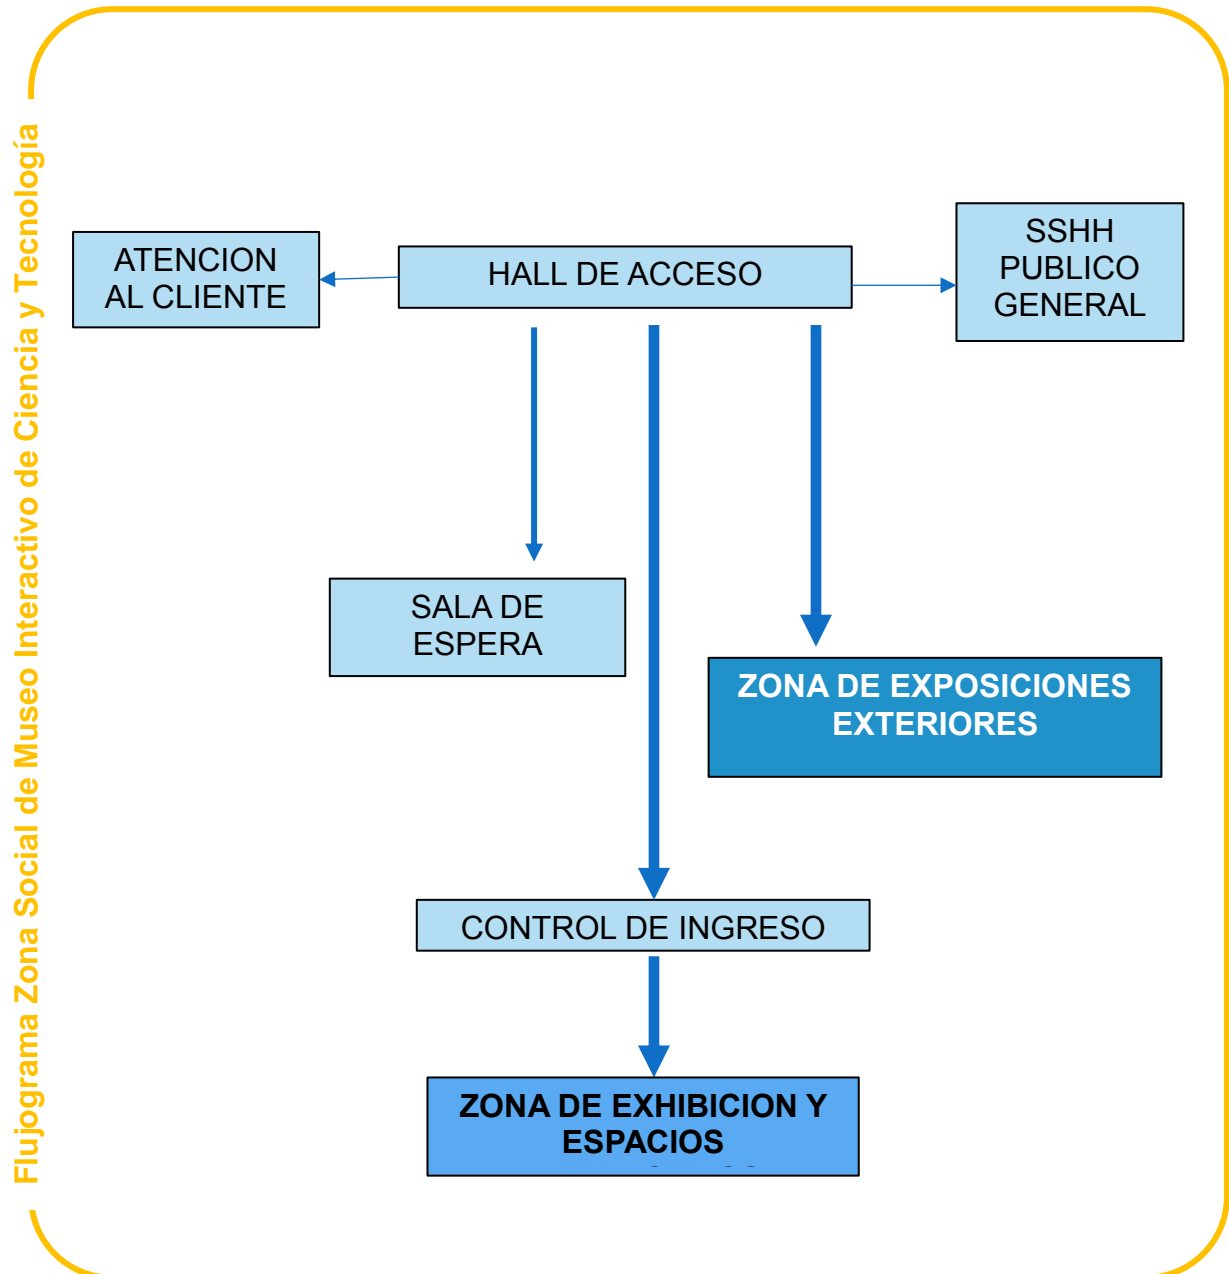 Flujograma Zona Social de Museo Interactivo de Ciencia y Tecnología
ATENCION
AL CLIENTE
HALL DE ACCESO
SSHH
PUBLICO
GENERAL
SALA DE
ESPERA
ZONA DE EXPOSICIONES
EXTERIORES
CONTROL DE INGRESO
ZONA DE EXHIBICION Y
ESPACIOS